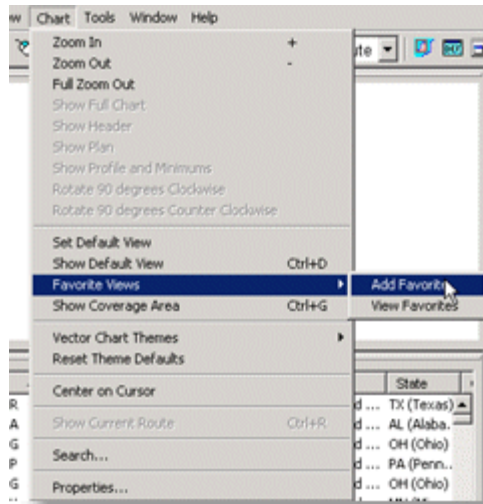 w Chart Tools Window Help
Zoom In +
Zoom Out -
Full Zoom Out
Show Full Chart
Show Header
Show Plan
Show Profile and Minimums
Rotate 90 degrees Clockwise
Rotate 90 degrees Counter Clockwise
Set Default View
Show Default View Ctrl+D
Favorite Views
Show Coverage Area Ctrl+G
Vector Chart Themes
Reset Theme Defaults
Center on Cursor
Show Current Route Ctrl+R
Search...
Properties...
ute
Add Favorite
View Favorites
State
R d ... TX (Texas)
A d ... AL (Alaba..
G d ... OH (Ohio)
P d ... PA (Penn..
G d ... OH (Ohio)